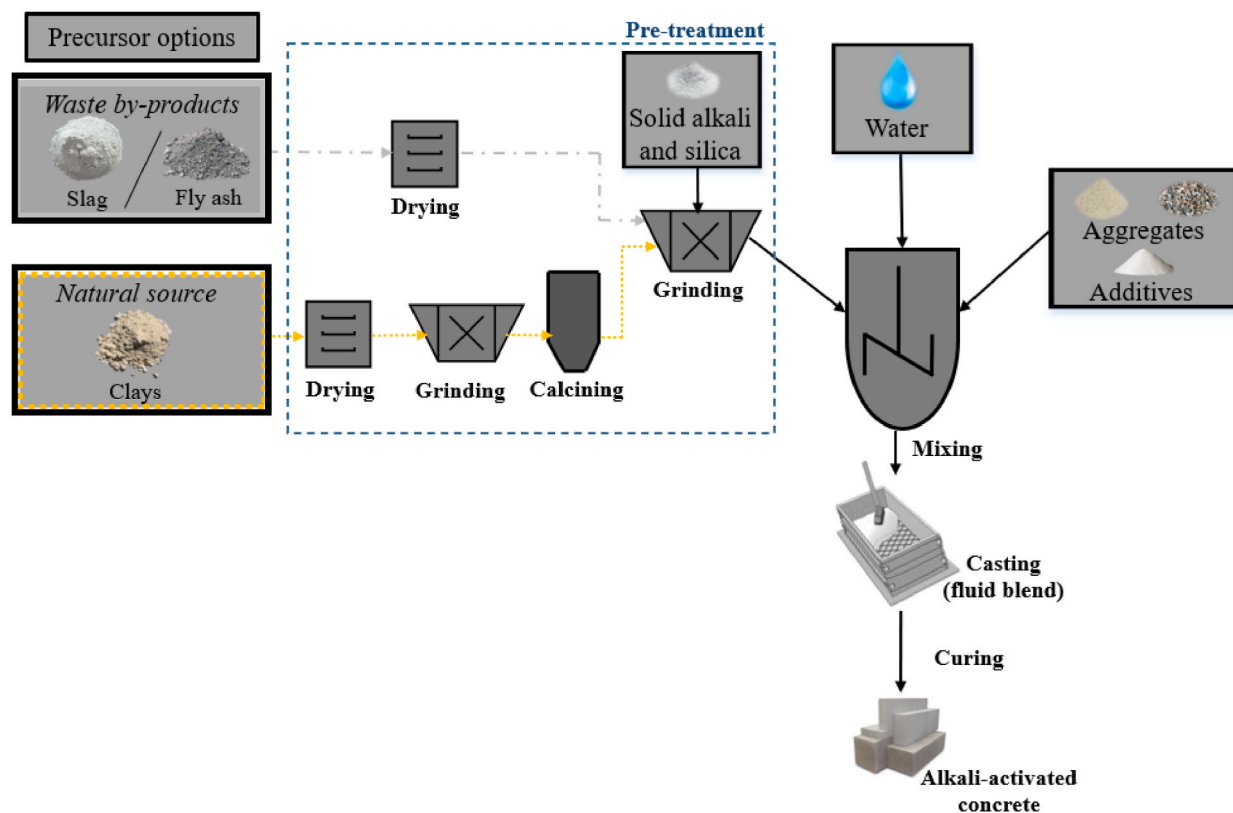 Precursor options
Pre-treatment
Waste by-products
Slag
Fly ash
Drying
Solid alkali
and silica
Grinding
Water
Aggregates
Additives
Natural source
Clays
Drying
Grinding
Calcining
Mixing
Casting
(fluid blend)
Curing
Alkali-activated
concrete